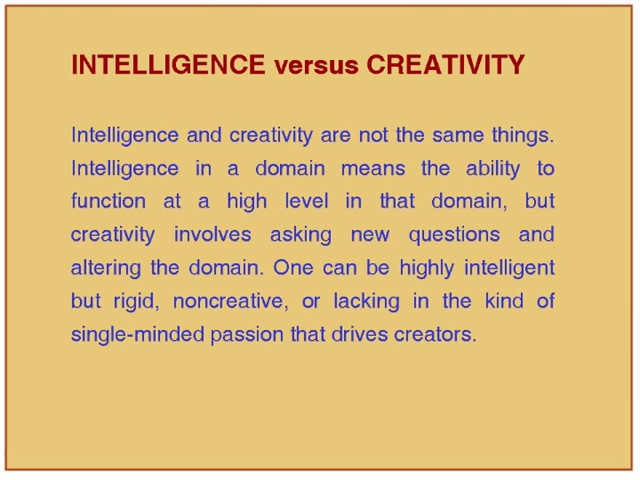 INTELLIGENCE versus CREATIVITY
Intelligence and creativity are not the same things.
Intelligence in a domain means the ability to
function at a high level in that domain, but
creativity involves asking new questions and
altering the domain. One can be highly intelligent
but rigid, noncreative, or lacking in the kind of
single-minded passion that drives creators.